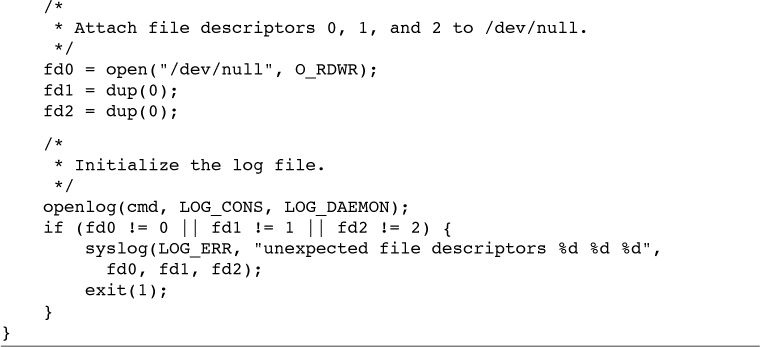 /*
 * Attach file descriptors 0, 1, and 2 to /dev/null.
 */
fd0 = open("/dev/null", O_RDWR);
fd1 = dup(0);
fd2 = dup(0);
/*
 * Initialize the log file.
 */
openlog(cmd, LOG_CONS, LOG_DAEMON);
if (fd0 != 0 || fd1 != 1 || fd2 != 2) {
syslog(LOG_ERR, "unexpected file descriptors %d %d %d",
fd0, fd1, fd2);
exit(1);
}
}